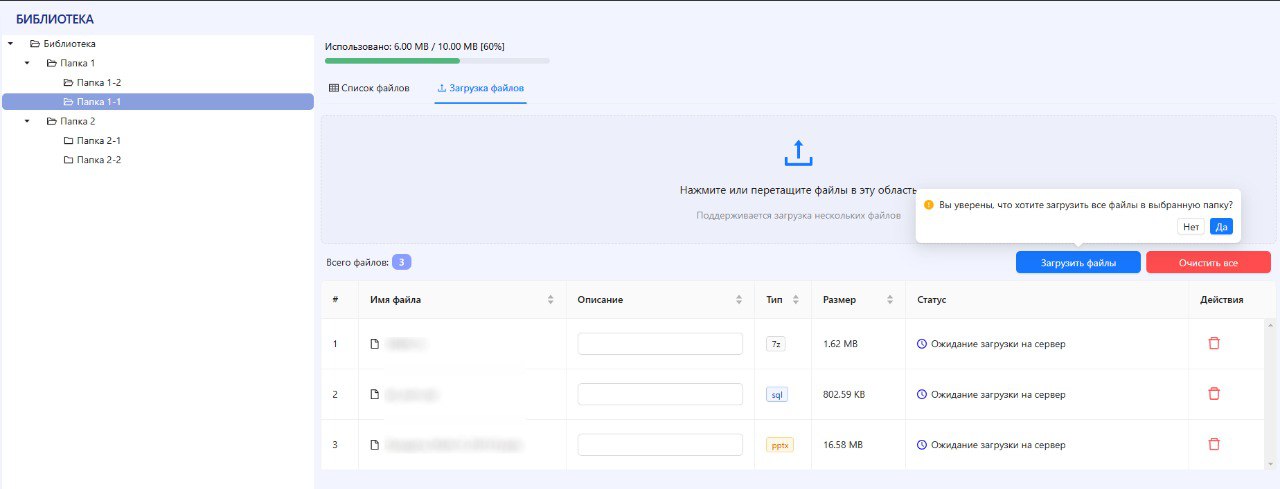 БИБЛИОТЕКА
Библиотека
Папка 1
Папка 1-2
Папка 1-1
Папка 2
Папка 2-1
Папка 2-2
Использовано: 6.00 MB / 10.00 MB [60%]
Список файлов Загрузка файлов
Нажмите или перетащите файлы в эту область
Поддерживается загрузка нескольких файлов
Вы уверены, что хотите загрузить все файлы в выбранную папку?
Нет Да
Всего файлов: 3 Загрузить файлы Очистить все
# Имя файла Описание Тип Размер Статус Действия
1 7z 1.62 MB Ожидание загрузки на сервер
2 sql 802.59 KB Ожидание загрузки на сервер
3 pptx 16.58 MB Ожидание загрузки на сервер